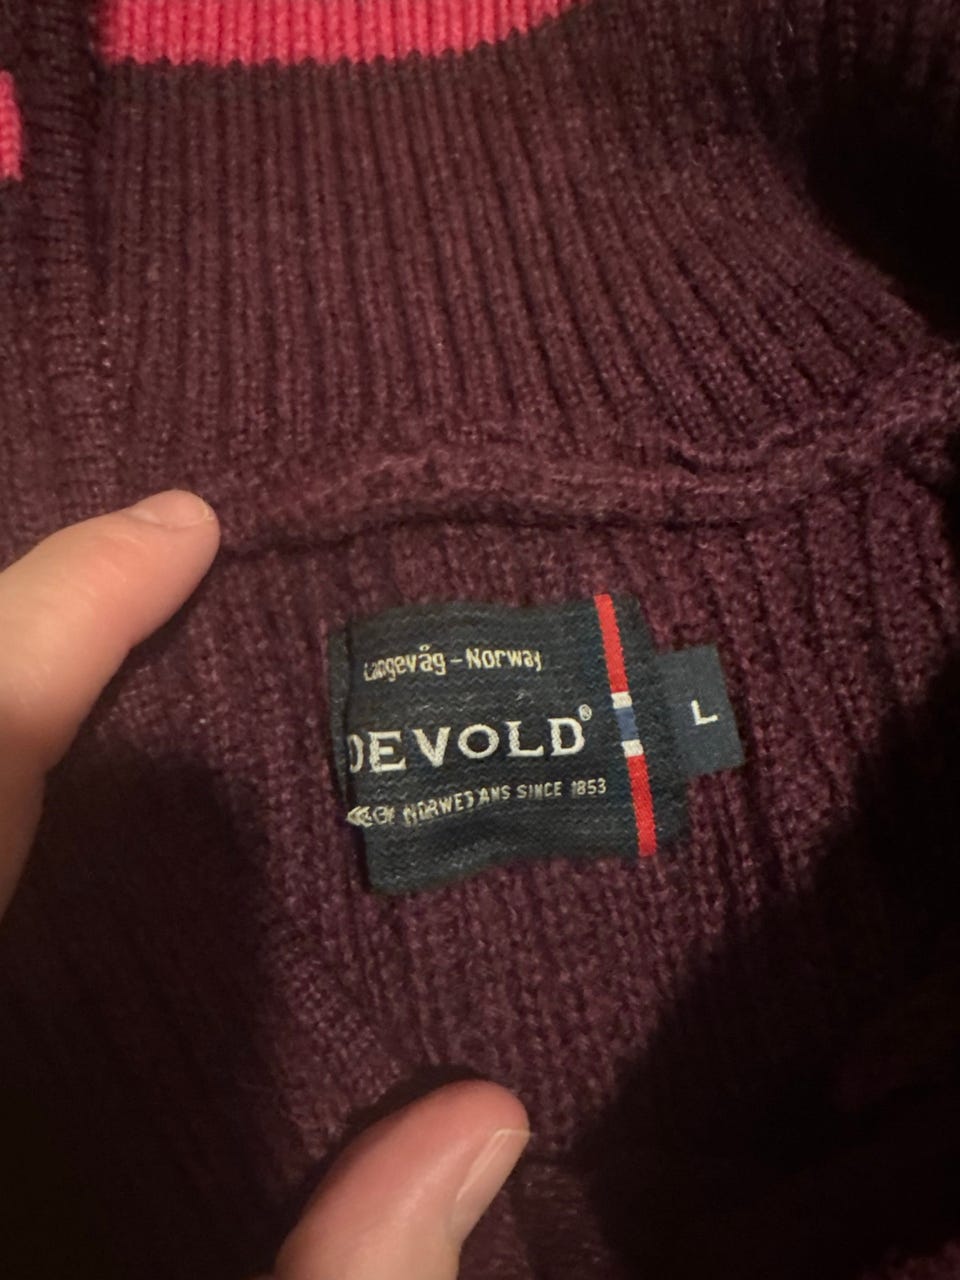 Langevåg - Norway
DEVOLD®
NORWEGIANS SINCE 1853
L